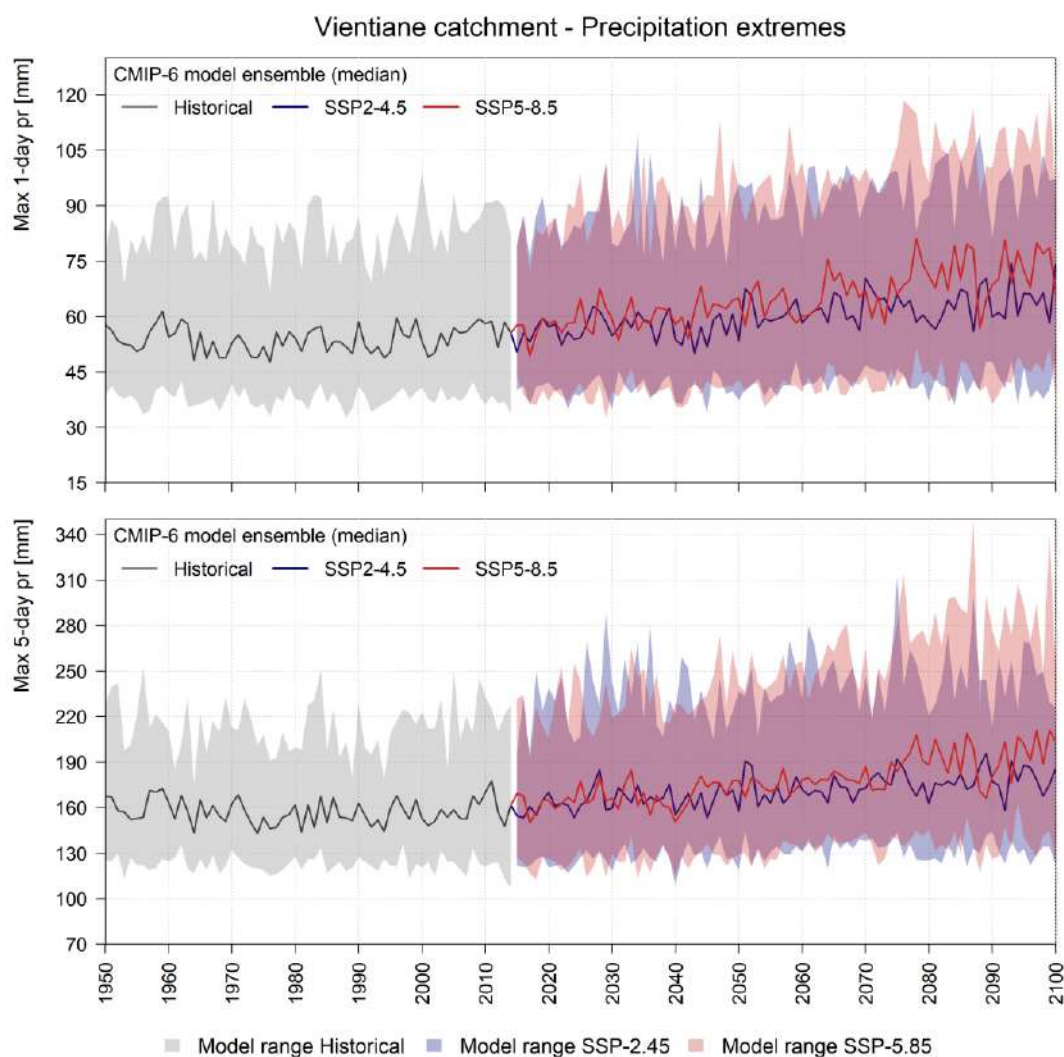 Vientiane catchment - Precipitation extremes
CMIP-6 model ensemble (median)
Historical SSP2-4.5 SSP5-8.5
Max 1-day pr [mm]
120
105
90
75
60
45
30
15
CMIP-6 model ensemble (median)
Historical SSP2-4.5 SSP5-8.5
Max 5-day pr [mm]
340
310
280
250
220
190
160
130
100
70
1950 1960 1970 1980 1990 2000 2010 2020 2030 2040 2050 2060 2070 2080 2090 2100
Model range Historical Model range SSP-2.45 Model range SSP-5.85